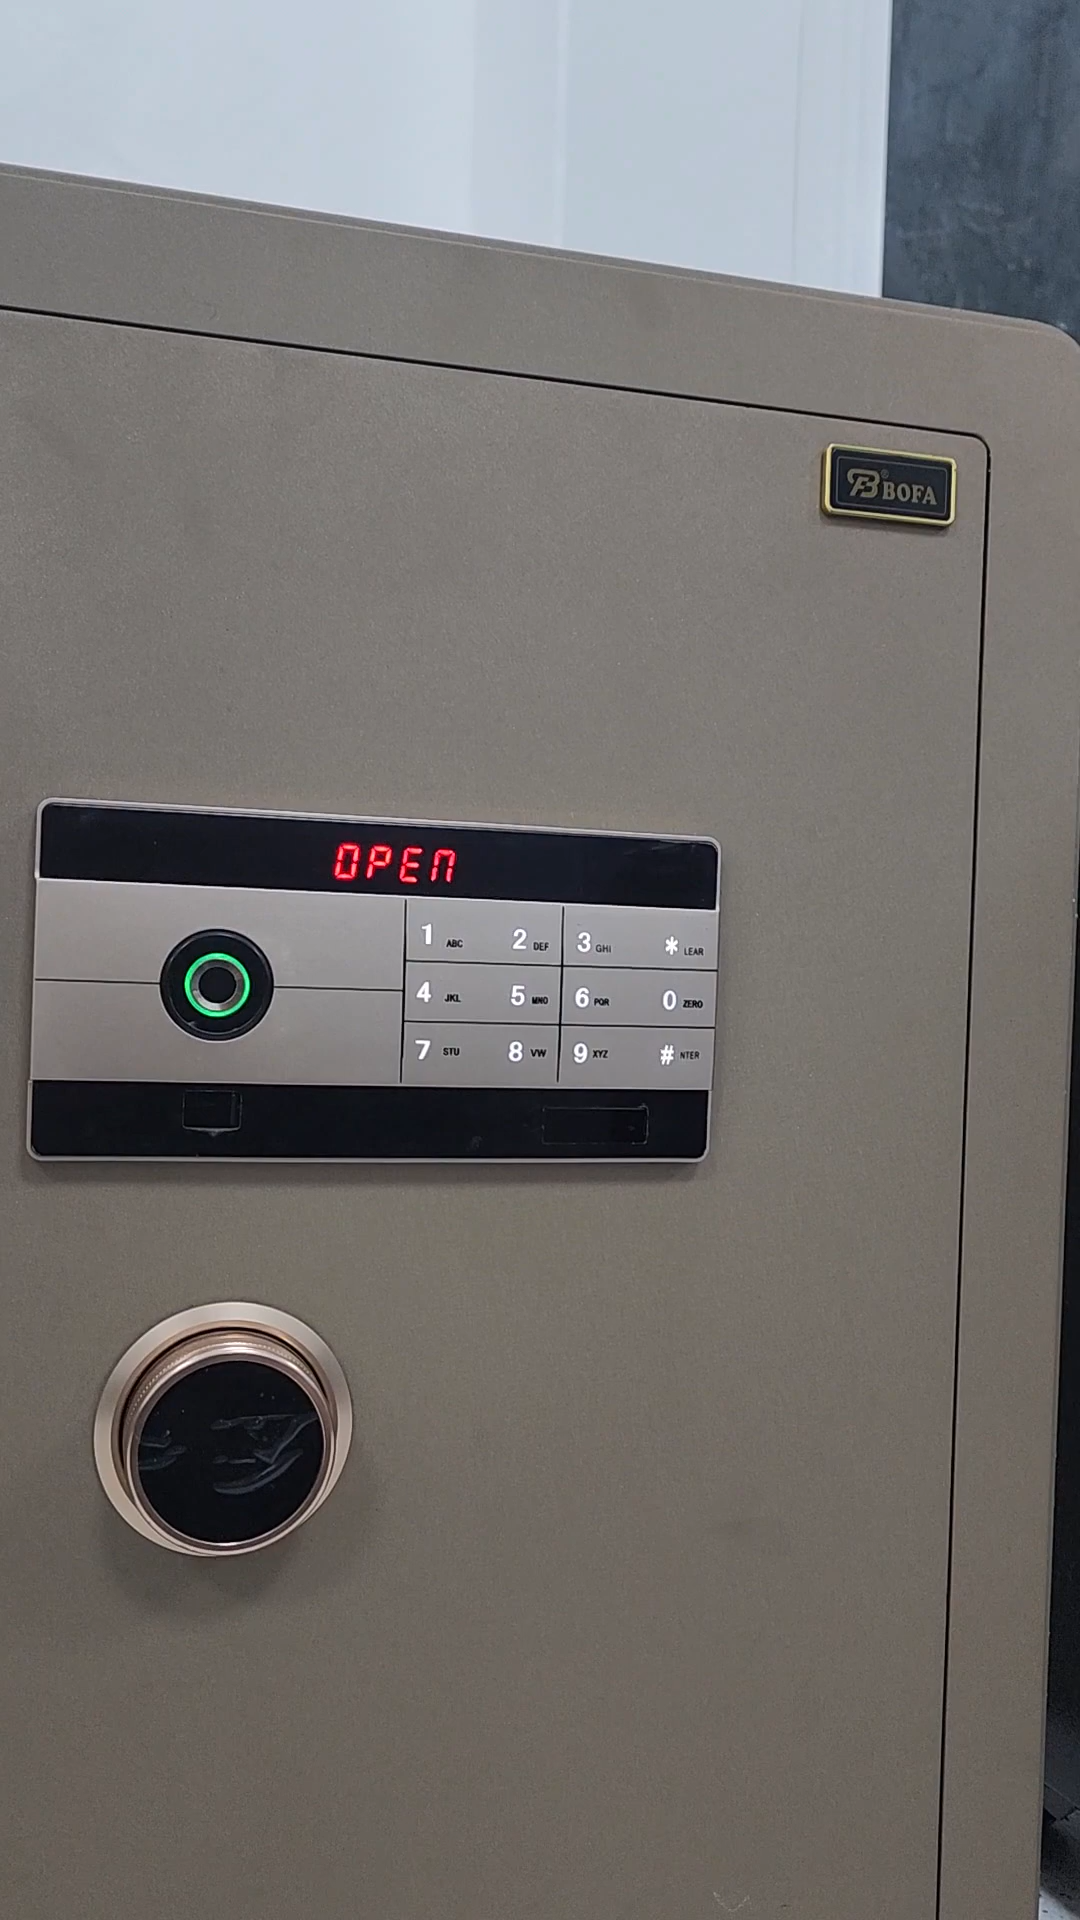 B® BOFA
OPEN
1 ABC 2 DEF 3 GHI * LEAR
4 JKL 5 MNO 6 PQR 0 ZERO
7 STU 8 VW 9 XYZ # NTER